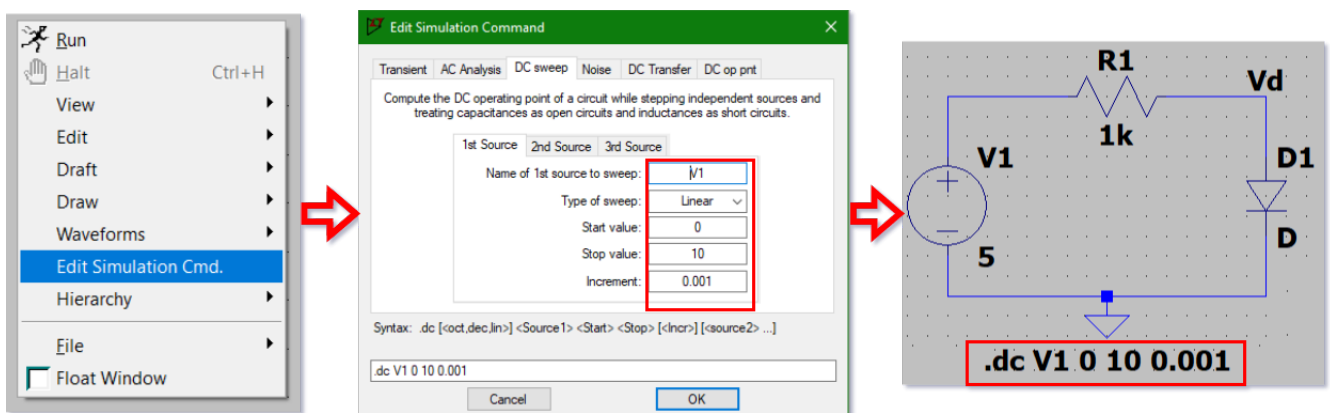 Run
Halt Ctrl+H
View
Edit
Draft
Draw
Waveforms
Edit Simulation Cmd.
Hierarchy
File
Float Window
Edit Simulation Command
Transient AC Analysis DC sweep Noise DC Transfer DC op pnt
Compute the DC operating point of a circuit while stepping independent sources and
treating capacitances as open circuits and inductances as short circuits.
1st Source 2nd Source 3rd Source
Name of 1st source to sweep: V1
Type of sweep: Linear
Start value: 0
Stop value: 10
Increment: 0.001
Syntax: .dc [<oct,dec,lin>] <Source1> <Start> <Stop> [<Incr>] [<source2> ...]
.dc V1 0 10 0.001
Cancel OK
R1
Vd
1k
V1
D1
D
5
.dc V1 0 10 0.001